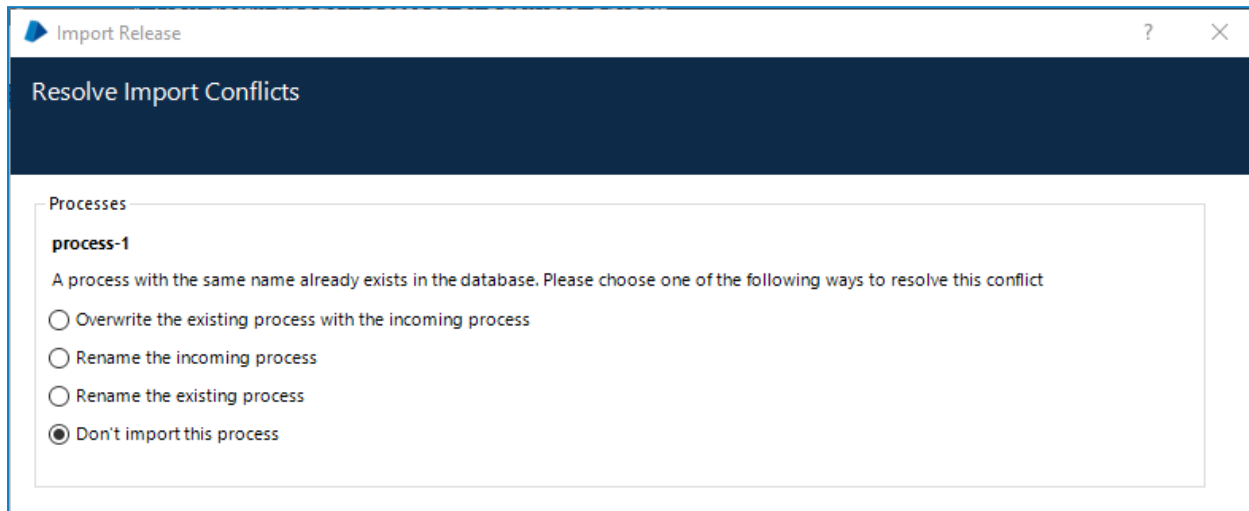 Import Release
?
Resolve Import Conflicts
Processes
process-1
A process with the same name already exists in the database. Please choose one of the following ways to resolve this conflict
Overwrite the existing process with the incoming process
Rename the incoming process
Rename the existing process
Don't import this process